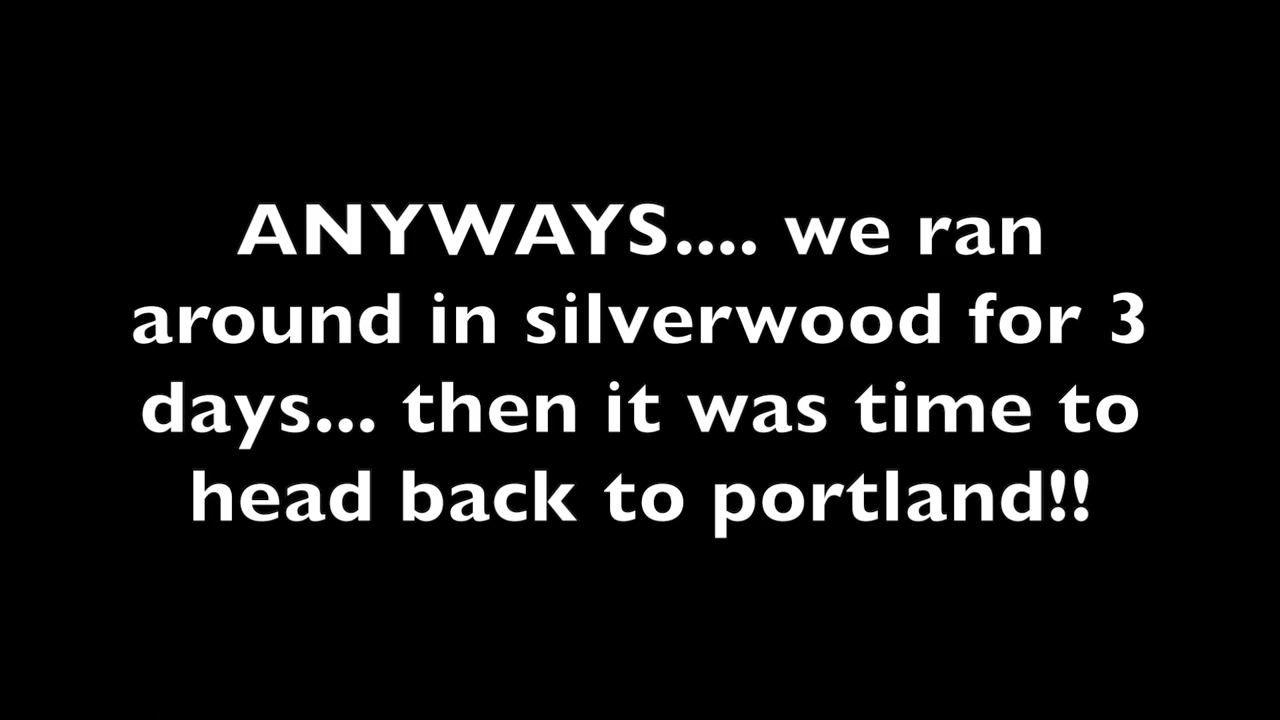 ANYWAYS.... we ran
around in silverwood for 3
days... then it was time to
head back to portland!!